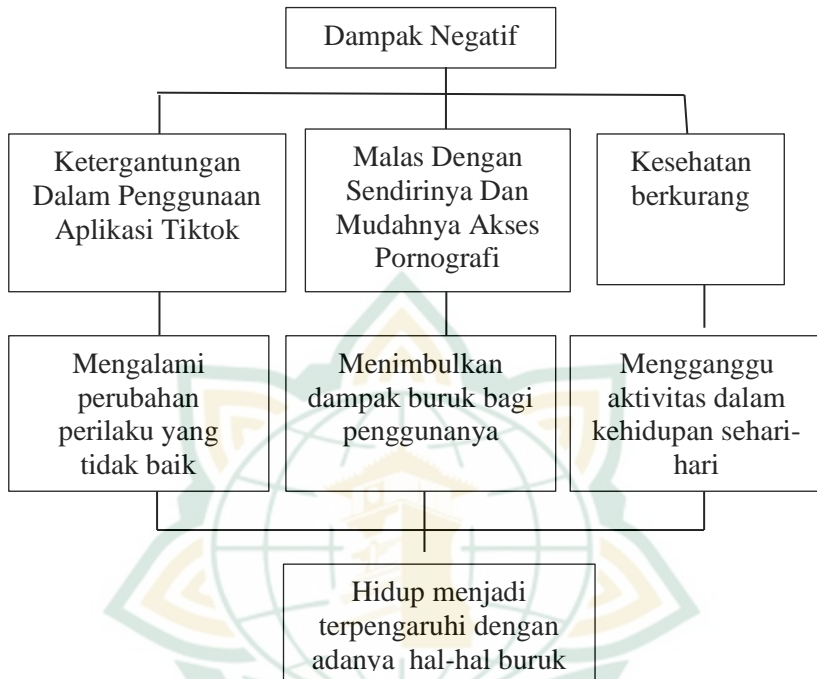 Dampak Negatif
Ketergantungan
Dalam Penggunaan
Aplikasi Tiktok
Malas Dengan
Sendirinya Dan
Mudahnya Akses
Pornografi
Kesehatan
berkurang
Mengalami
perubahan
perilaku yang
tidak baik
Menimbulkan
dampak buruk bagi
penggunanya
Mengganggu
aktivitas dalam
kehidupan sehari-
hari
Hidup menjadi
terpengaruhi dengan
adanya hal-hal buruk